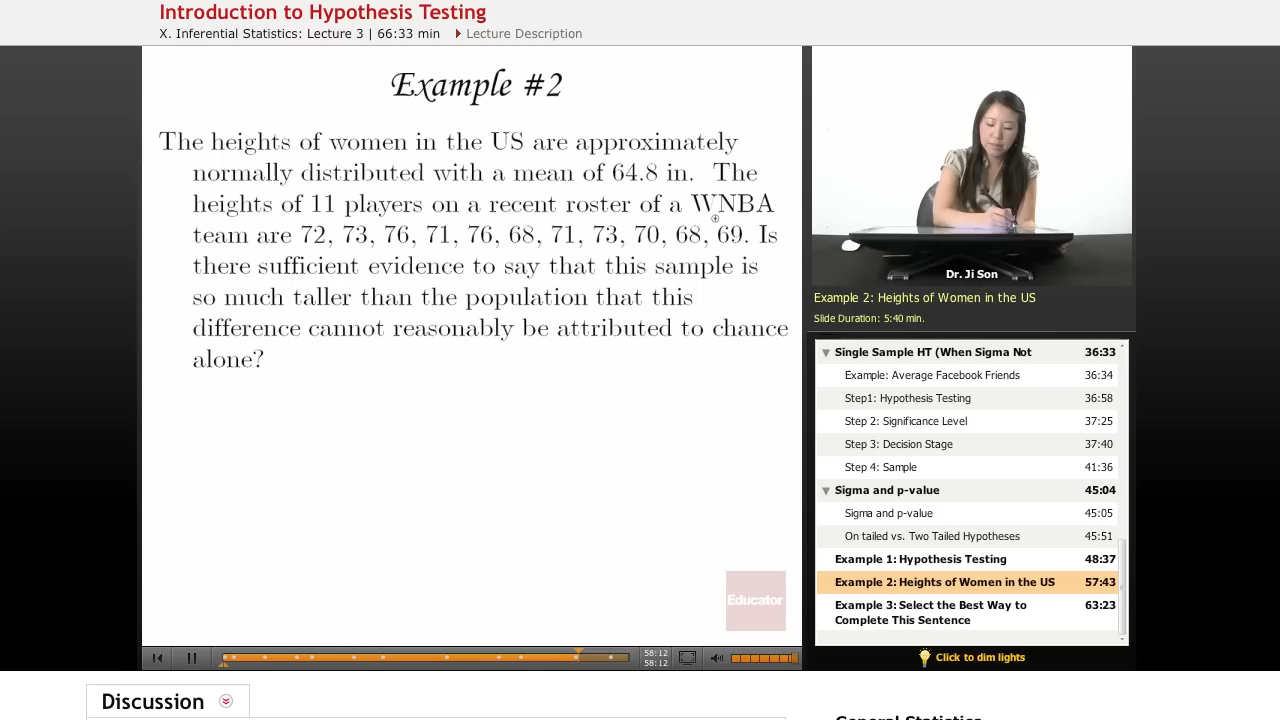 Introduction to Hypothesis Testing
X. Inferential Statistics: Lecture 3 | 66:33 min Lecture Description
Example #2
The heights of women in the US are approximately
normally distributed with a mean of 64.8 in. The
heights of 11 players on a recent roster of a WNBA
team are 72, 73, 76, 71, 76, 68, 71, 73, 70, 68, 69. Is
there sufficient evidence to say that this sample is
so much taller than the population that this
difference cannot reasonably be attributed to chance
alone?
Educator
58:12
58:12
Dr. Ji Son
Example 2: Heights of Women in the US
Slide Duration: 5:40 min.
Single Sample HT (When Sigma Not 36:33
Example: Average Facebook Friends 36:34
Step1: Hypothesis Testing 36:58
Step 2: Significance Level 37:25
Step 3: Decision Stage 37:40
Step 4: Sample 41:36
Sigma and p-value 45:04
Sigma and p-value 45:05
On tailed vs. Two Tailed Hypotheses 45:51
Example 1: Hypothesis Testing 48:37
Example 2: Heights of Women in the US 57:43
Example 3: Select the Best Way to 63:23
Complete This Sentence
Click to dim lights
Discussion
General Statistics